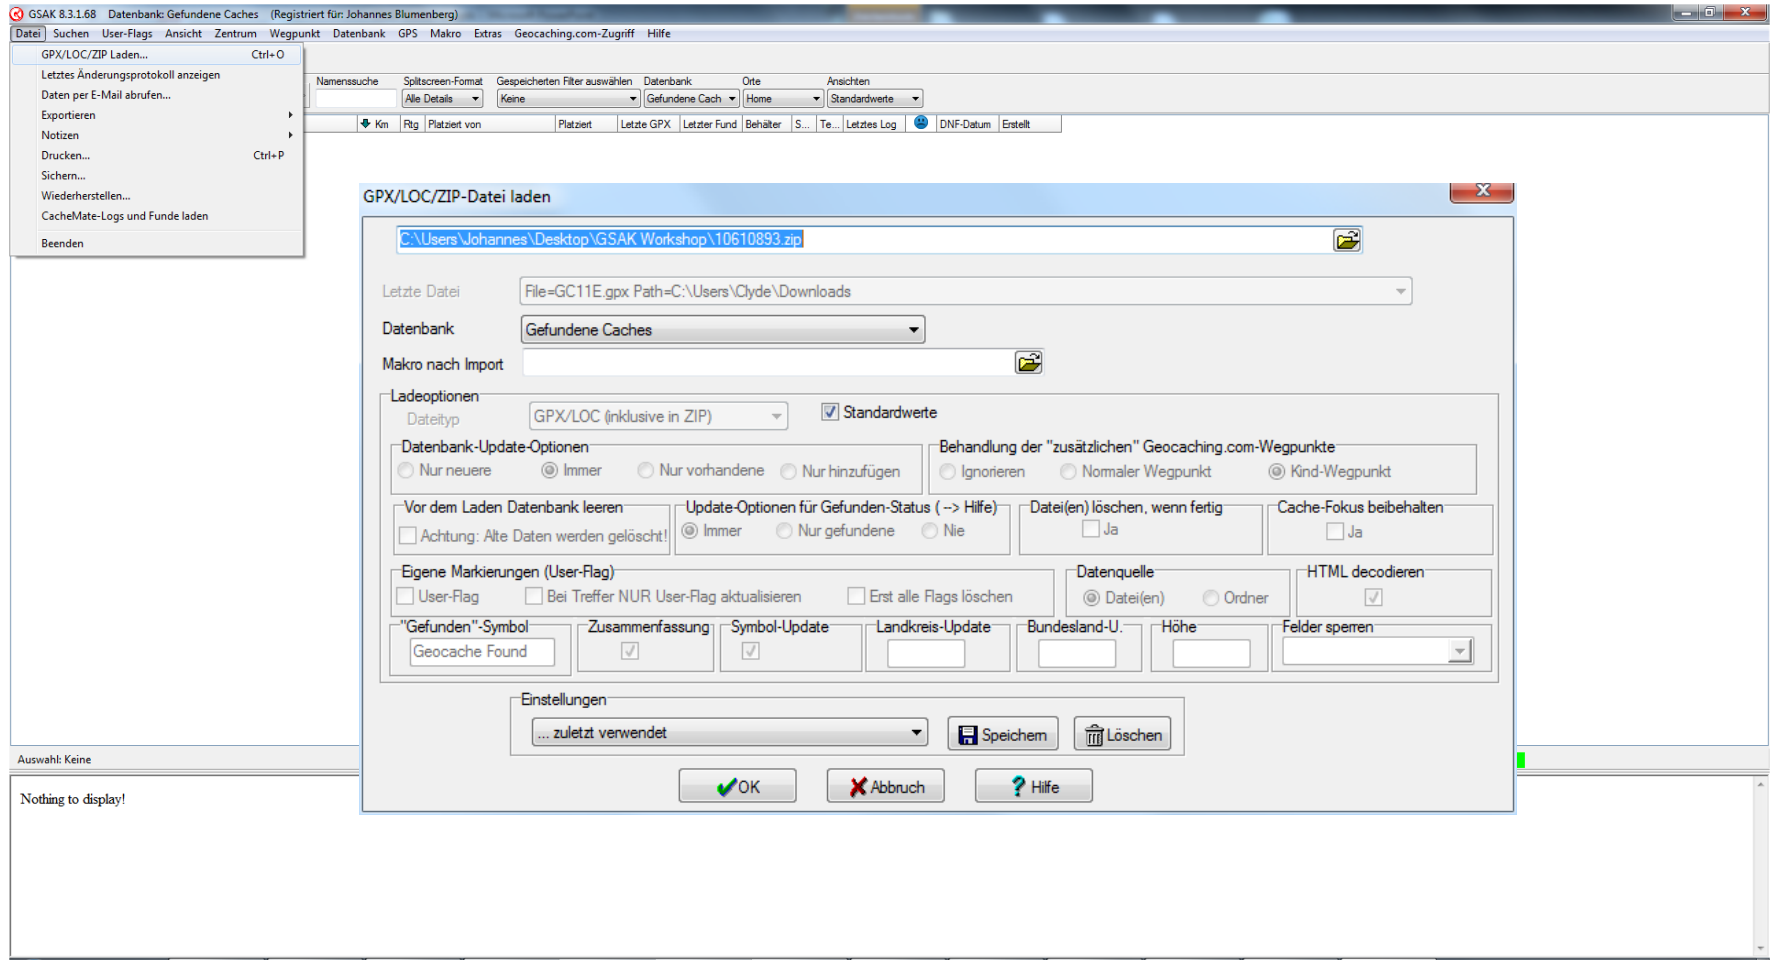 GSAK 8.3.1.68 Datenbank: Gefundene Caches (Registriert für: Johannes Blumenberg)
Datei Suchen User-Flags Ansicht Zentrum Wegpunkt Datenbank GPS Makro Extras Geocaching.com-Zugriff Hilfe
GPX/LOC/ZIP Laden... Ctrl+O
Letztes Änderungsprotokoll anzeigen
Daten per E-Mail abrufen...
Exportieren
Notizen
Drucken... Ctrl+P
Sichern...
Wiederherstellen...
CacheMate-Logs und Funde laden
Beenden
Namenssuche Splitscreen-Format Gespeicherten Filter auswählen Datenbank Orte Ansichten
Alle Details Keine Gefundene Cach Home Standardwerte
Km Rtg Platziert von Platziert Letzte GPX Letzter Fund Behälter S... Te... Letztes Log DNF-Datum Erstellt
GPX/LOC/ZIP-Datei laden
C:\Users\Johannes\Desktop\GSAK Workshop\10610893.zip
Letzte Datei File=GC11E.gpx Path=C:\Users\Clyde\Downloads
Datenbank Gefundene Caches
Makro nach Import
Ladeoptionen
Dateityp GPX/LOC (inklusive in ZIP) Standardwerte
Datenbank-Update-Optionen Behandlung der "zusätzlichen" Geocaching.com-Wegpunkte
Nur neuere Immer Nur vorhandene Nur hinzufügen Ignorieren Normaler Wegpunkt Kind-Wegpunkt
Vor dem Laden Datenbank leeren Update-Optionen für Gefunden-Status ( --> Hilfe) Datei(en) löschen, wenn fertig Cache-Fokus beibehalten
Achtung: Alte Daten werden gelöscht! Immer Nur gefundene Nie Ja Ja
Eigene Markierungen (User-Flag) Datenquelle HTML decodieren
User-Flag Bei Treffer NUR User-Flag aktualisieren Erst alle Flags löschen Datei(en) Ordner
"Gefunden"-Symbol Zusammenfassung Symbol-Update Landkreis-Update Bundesland-U. Höhe Felder sperren
Geocache Found
Einstellungen
... zuletzt verwendet Speichern Löschen
OK Abbruch Hilfe
Auswahl: Keine
Nothing to display!